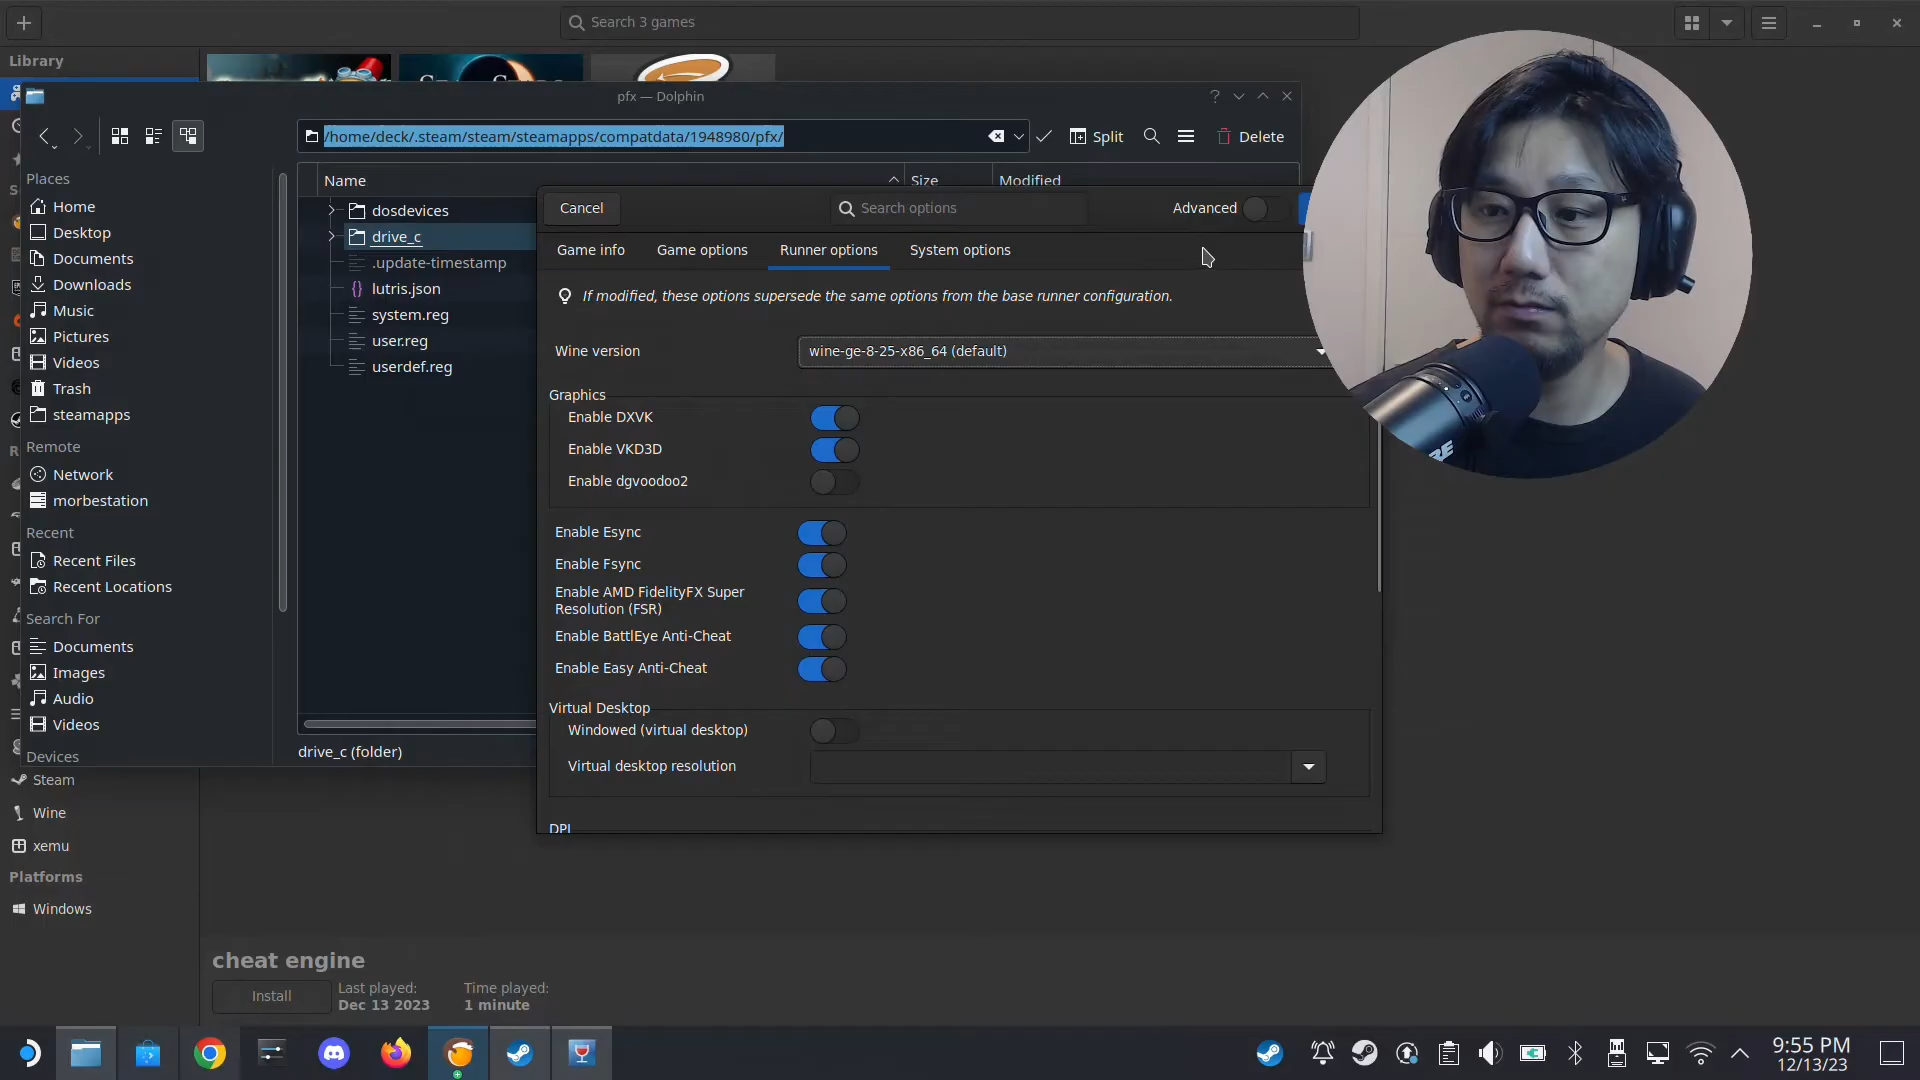 Search 3 games
Library
pfx — Dolphin
/home/deck/.steam/steam/steamapps/compatdata/1948980/pfx/
Split
Delete
Places
Home
Desktop
Documents
Downloads
Music
Pictures
Videos
Trash
steamapps
Remote
Network
morbestation
Recent
Recent Files
Recent Locations
Search For
Documents
Images
Audio
Videos
Devices
Name
Size
Modified
dosdevices
drive_c
.update-timestamp
lutris.json
system.reg
user.reg
userdef.reg
drive_c (folder)
Cancel
Search options
Advanced
Game info
Game options
Runner options
System options
If modified, these options supersede the same options from the base runner configuration.
Wine version
wine-ge-8-25-x86_64 (default)
Graphics
Enable DXVK
Enable VKD3D
Enable dgvoodoo2
Enable Esync
Enable Fsync
Enable AMD FidelityFX Super
Resolution (FSR)
Enable BattlEye Anti-Cheat
Enable Easy Anti-Cheat
Virtual Desktop
Windowed (virtual desktop)
Virtual desktop resolution
DPI
Steam
Wine
xemu
Platforms
Windows
cheat engine
Install
Last played:
Dec 13 2023
Time played:
1 minute
9:55 PM
12/13/23